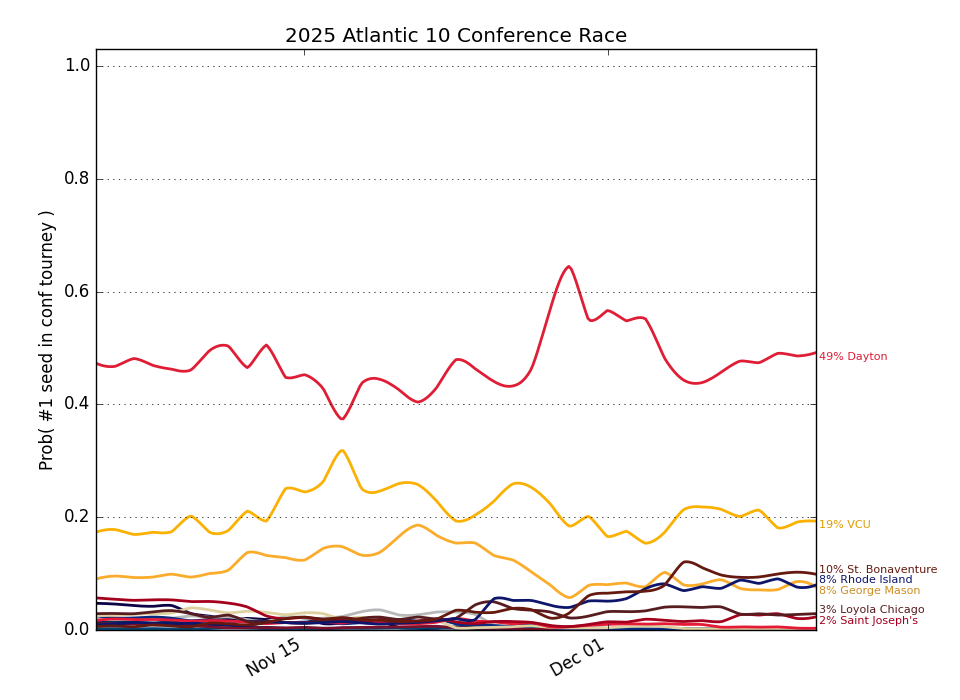 2025 Atlantic 10 Conference Race
Prob( #1 seed in conf tourney )
1.0
0.8
0.6
0.4
0.2
0.0
Nov 15
Dec 01
49% Dayton
19% VCU
10% St. Bonaventure
8% Rhode Island
8% George Mason
3% Loyola Chicago
2% Saint Joseph's